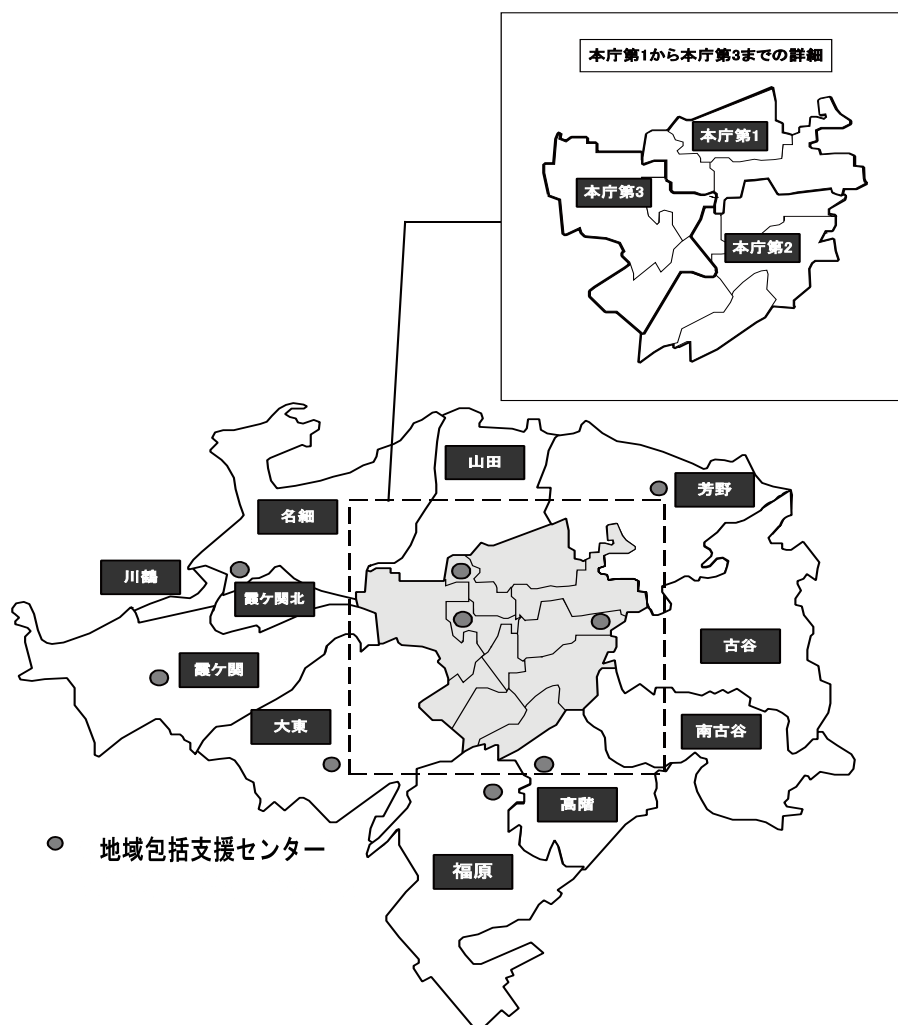 本庁第1から本庁第3までの詳細
本庁第1
本庁第3
本庁第2
山田
芳野
名細
川鶴
霞ケ関北
古谷
霞ケ関
大東
南古谷
高階
地域包括支援センター
福原